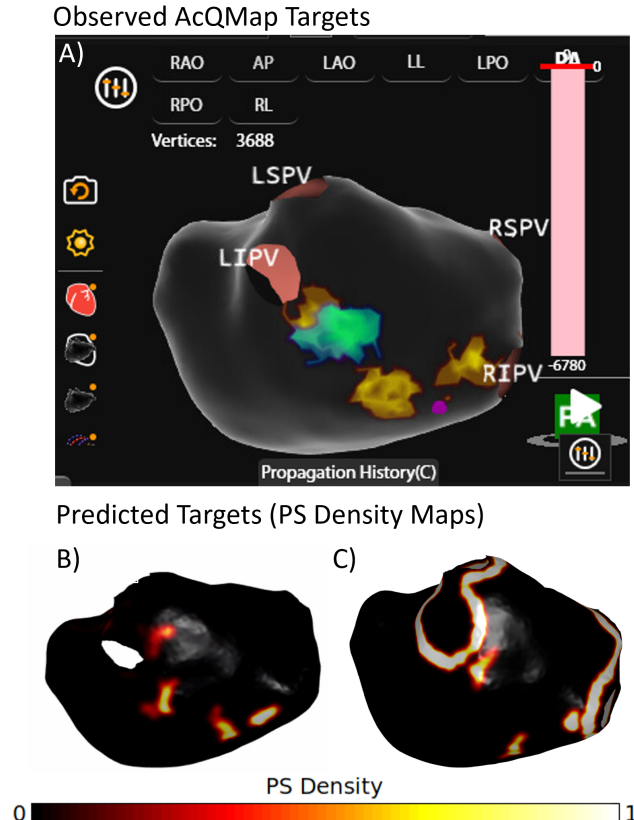 Observed AcQMap Targets
A)
RAO AP LAO LL LPO
0
RPO RL
Vertices: 3688
LSPV
RSPV
LIPV
-6780
RIPV
PA
Propagation History(C)
Predicted Targets (PS Density Maps)
B) C)
PS Density
0 1